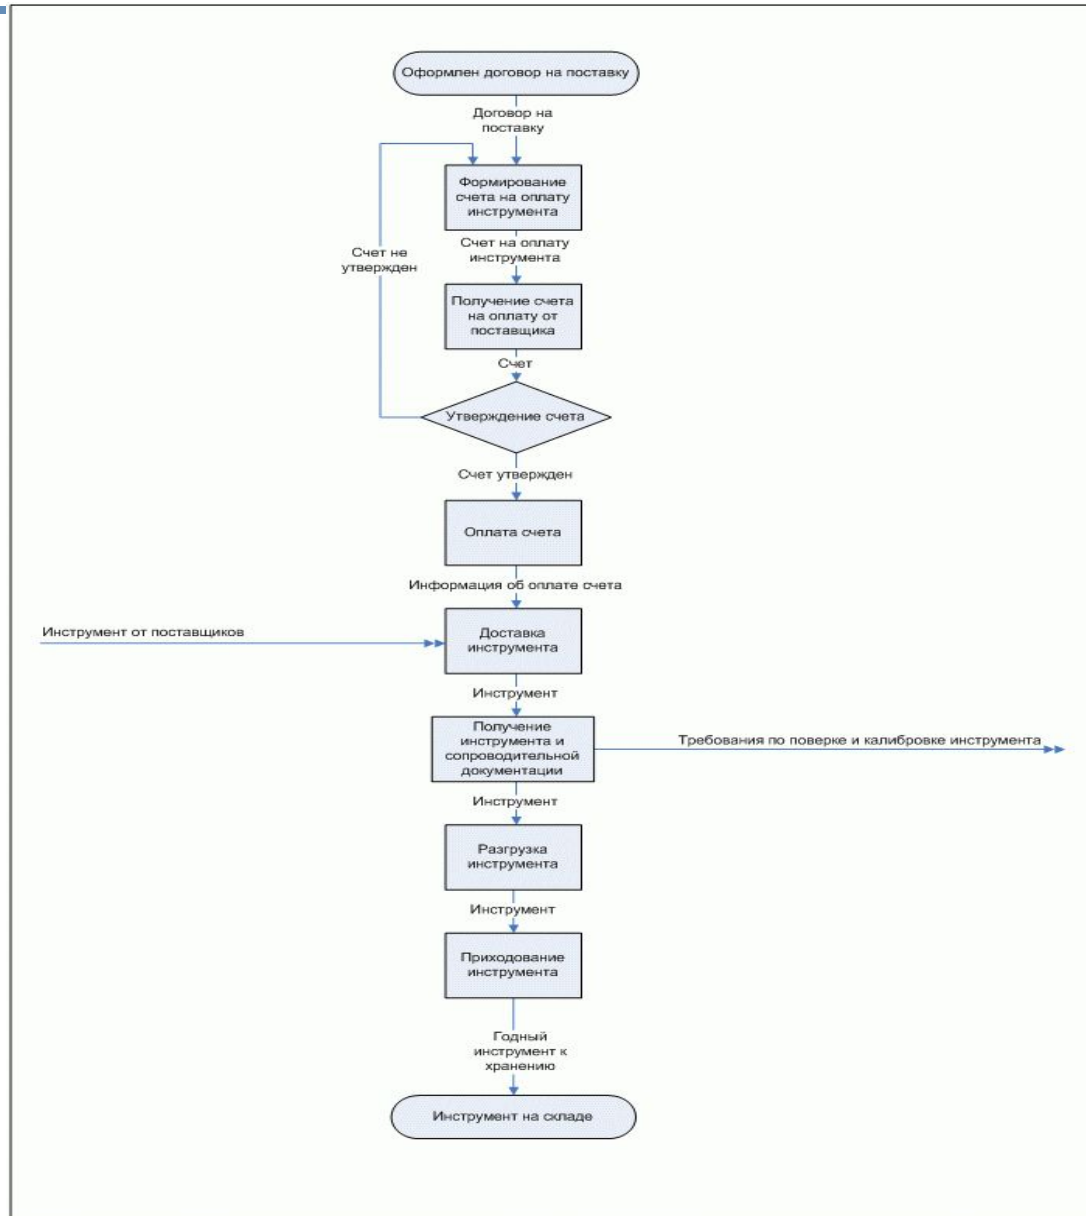 Оформлен договор на поставку
Договор на
поставку
Формирование
счета на оплату
инструмента
Счет на оплату
инструмента
Счет не
утвержден
Получение счета
на оплату от
поставщика
Счет
Утверждение счета
Счет утвержден
Оплата счета
Информация об оплате счета
Инструмент от поставщиков
Доставка
инструмента
Инструмент
Получение
инструмента и
сопроводительной
документации
Требования по поверке и калибровке инструмента
Инструмент
Разгрузка
инструмента
Инструмент
Приходование
инструмента
Годный
инструмент к
хранению
Инструмент на складе